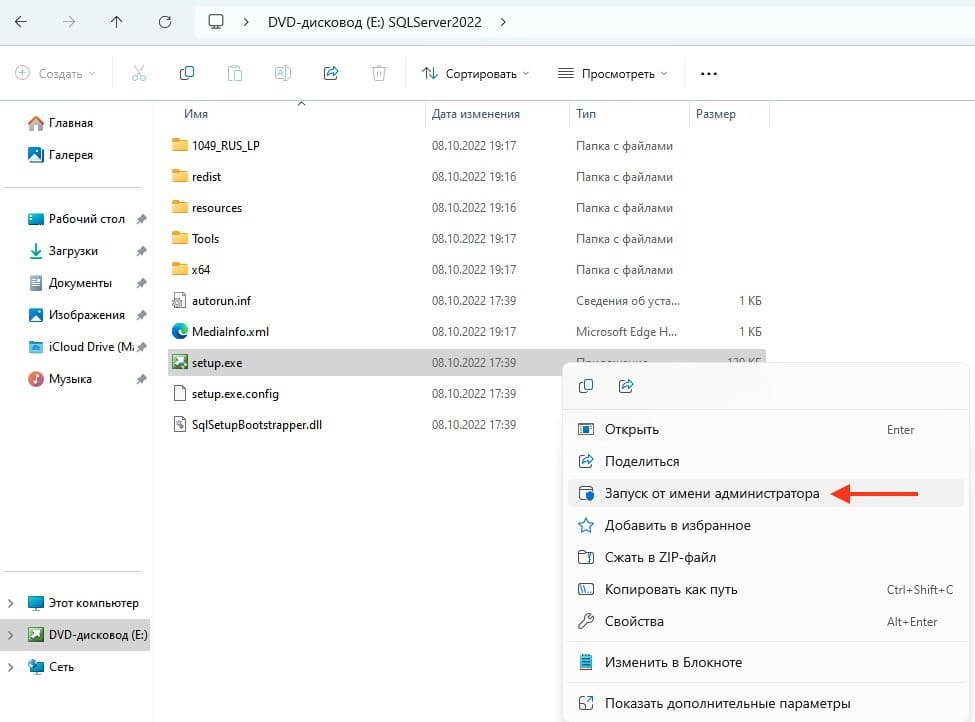 DVD-дисковод (E:) SQLServer2022
Создать
Сортировать
Просмотреть
Имя Дата изменения Тип Размер
Главная
Галерея
Рабочий стол
Загрузки
Документы
Изображения
iCloud Drive (Ma
Музыка
Этот компьютер
DVD-дисковод (E:)
Сеть
1049_RUS_LP 08.10.2022 19:17 Папка с файлами
redist 08.10.2022 19:16 Папка с файлами
resources 08.10.2022 19:16 Папка с файлами
Tools 08.10.2022 19:17 Папка с файлами
x64 08.10.2022 19:17 Папка с файлами
autorun.inf 08.10.2022 17:39 Сведения об уста... 1 КБ
MediaInfo.xml 08.10.2022 19:17 Microsoft Edge H... 1 КБ
setup.exe 08.10.2022 17:39 Приложение
setup.exe.config 08.10.2022 17:39
SqlSetupBootstrapper.dll 08.10.2022 17:39
Открыть Enter
Поделиться
Запуск от имени администратора
Добавить в избранное
Сжать в ZIP-файл
Копировать как путь Ctrl+Shift+C
Свойства Alt+Enter
Изменить в Блокноте
Показать дополнительные параметры